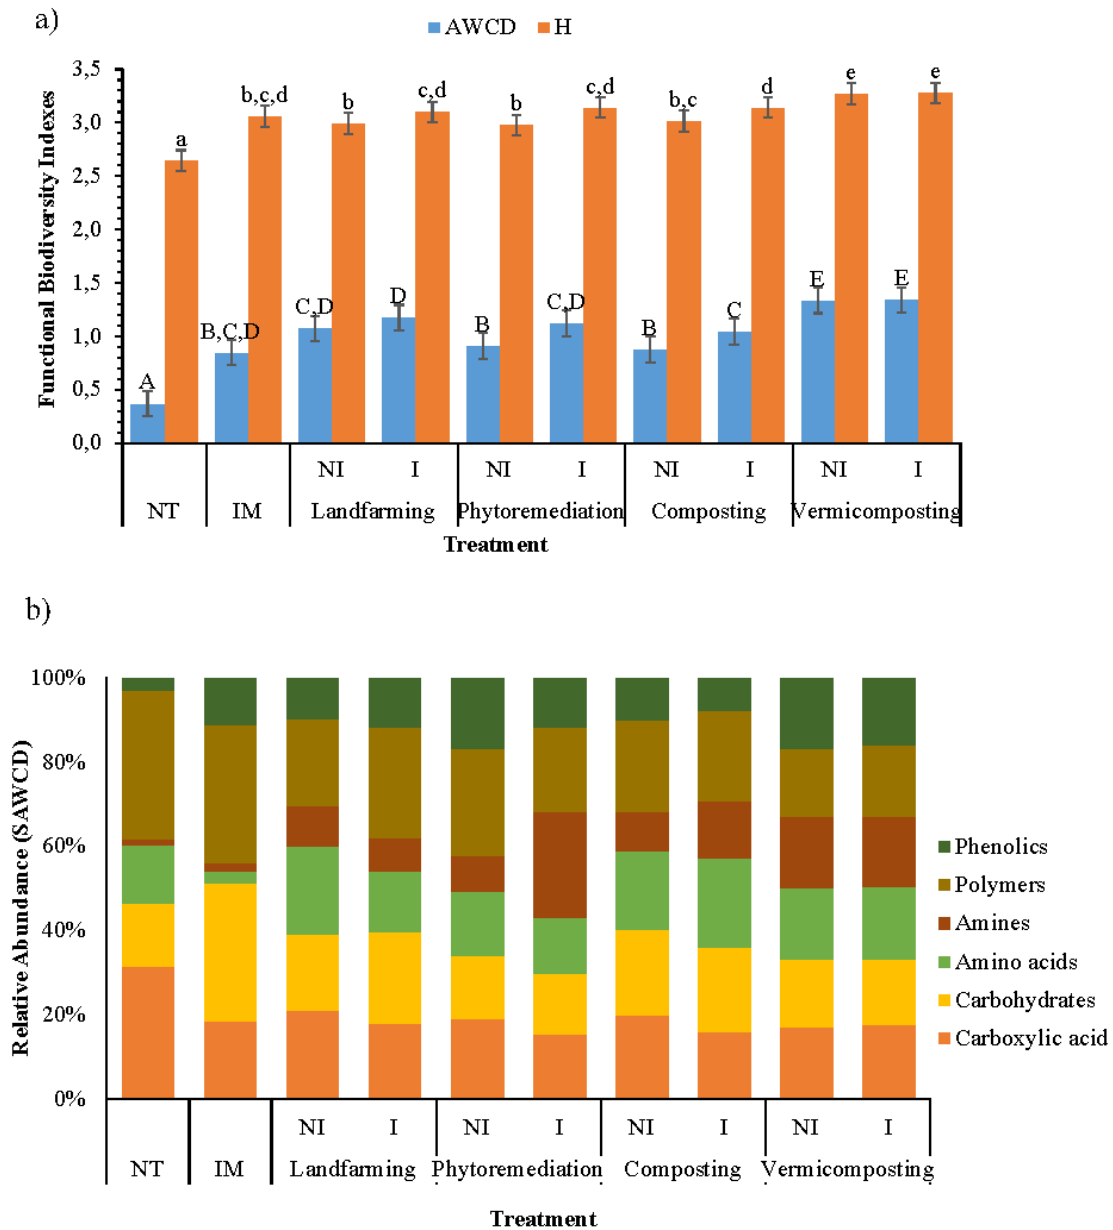 a)
AWCD H
Functional Biodiversity Indexes
3,5
3,0
2,5
2,0
1,5
1,0
0,5
0,0
a
b,c,d
b
c,d
b
c,d
b,c
d
e
e
A
B,C,D
C,D
D
B
C,D
B
C
E
E
NI I NI I NI I NI I
NT IM Landfarming Phytoremediation Composting Vermicomposting
Treatment
b)
Relative Abundance (SAWCD)
100%
80%
60%
40%
20%
0%
Phenolics
Polymers
Amines
Amino acids
Carbohydrates
Carboxylic acid
NI I NI I NI I NI I
NT IM Landfarming Phytoremediation Composting Vermicomposting
Treatment